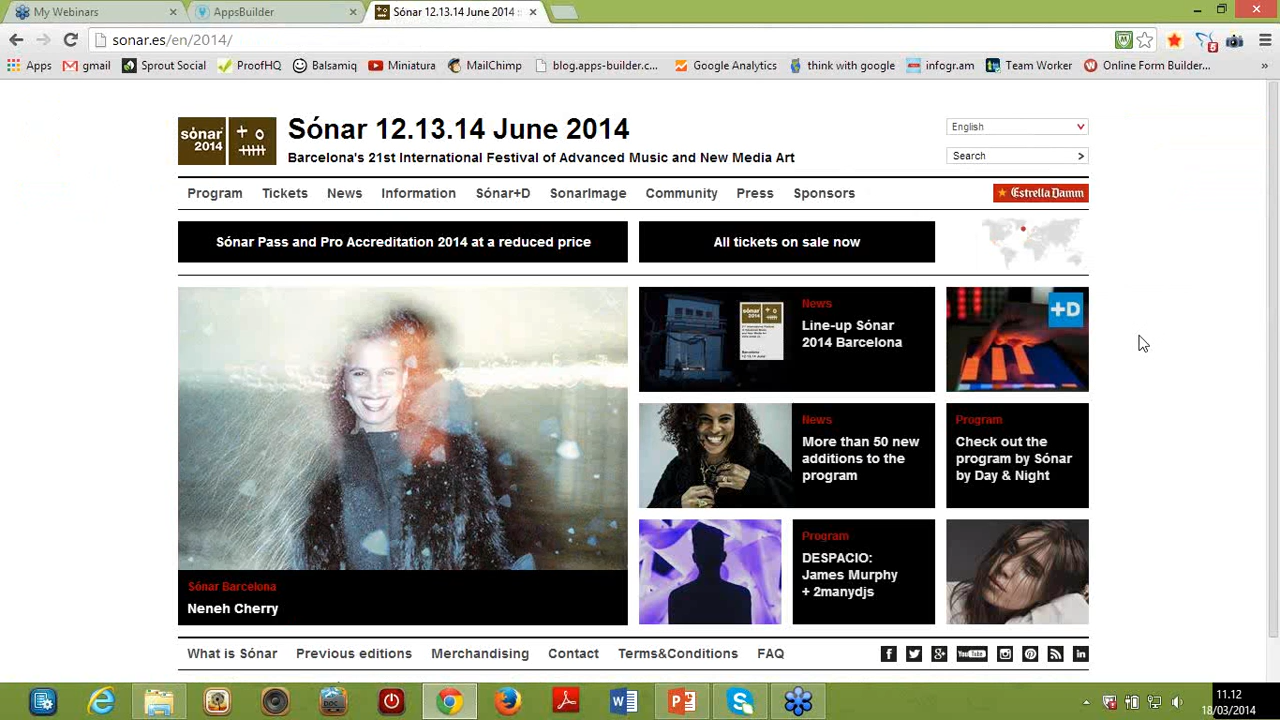 My Webinars
AppsBuilder
Sónar 12.13.14 June 2014 ::
sonar.es/en/2014/
Apps
gmail
Sprout Social
ProofHQ
Balsamiq
Miniatura
MailChimp
blog.apps-builder.c...
Google Analytics
think with google
infogr.am
Team Worker
Online Form Builder...
»
sónar
2014
Sónar 12.13.14 June 2014
Barcelona's 21st International Festival of Advanced Music and New Media Art
English
Search
Program
Tickets
News
Information
Sónar+D
SonarImage
Community
Press
Sponsors
Estrella Damm
Sónar Pass and Pro Accreditation 2014 at a reduced price
All tickets on sale now
Sónar Barcelona
Neneh Cherry
News
Line-up Sónar
2014 Barcelona
+D
News
More than 50 new
additions to the
program
Program
Check out the
program by Sónar
by Day & Night
Program
DESPACIO:
James Murphy
+ 2manydjs
What is Sónar
Previous editions
Merchandising
Contact
Terms&Conditions
FAQ
You Tube
11.12
18/03/2014